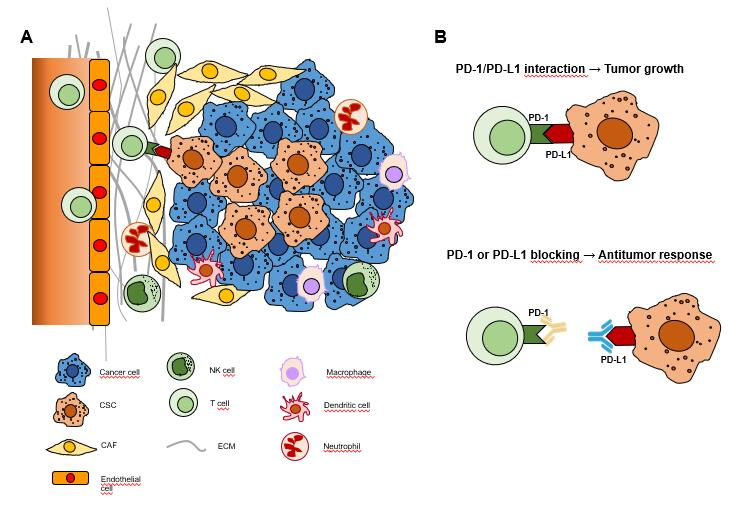 A
B
PD-1/PD-L1 interaction → Tumor growth
PD-1
PD-L1
PD-1 or PD-L1 blocking → Antitumor response
PD-1
PD-L1
Cancer cell
NK cell
Macrophage
CSC
T cell
Dendritic cell
CAF
ECM
Neutrophil
Endothelial
cell